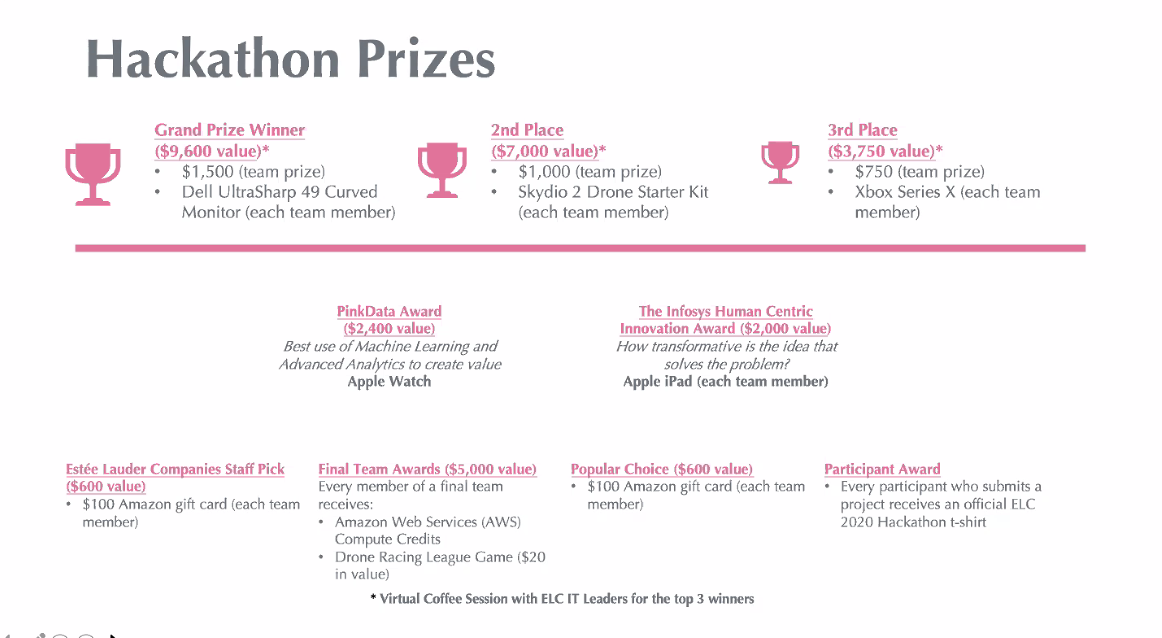 Hackathon Prizes
Grand Prize Winner
($9,600 value)*
• $1,500 (team prize)
• Dell UltraSharp 49 Curved
Monitor (each team member)
2nd Place
($7,000 value)*
• $1,000 (team prize)
• Skydio 2 Drone Starter Kit
(each team member)
3rd Place
($3,750 value)*
• $750 (team prize)
• Xbox Series X (each team
member)
PinkData Award
($2,400 value)
Best use of Machine Learning and
Advanced Analytics to create value
Apple Watch
The Infosys Human Centric
Innovation Award ($2,000 value)
How transformative is the idea that
solves the problem?
Apple iPad (each team member)
Estée Lauder Companies Staff Pick
($600 value)
• $100 Amazon gift card (each team
member)
Final Team Awards ($5,000 value)
Every member of a final team
receives:
• Amazon Web Services (AWS)
Compute Credits
• Drone Racing League Game ($20
in value)
Popular Choice ($600 value)
• $100 Amazon gift card (each team
member)
Participant Award
• Every participant who submits a
project receives an official ELC
2020 Hackathon t-shirt
* Virtual Coffee Session with ELC IT Leaders for the top 3 winners